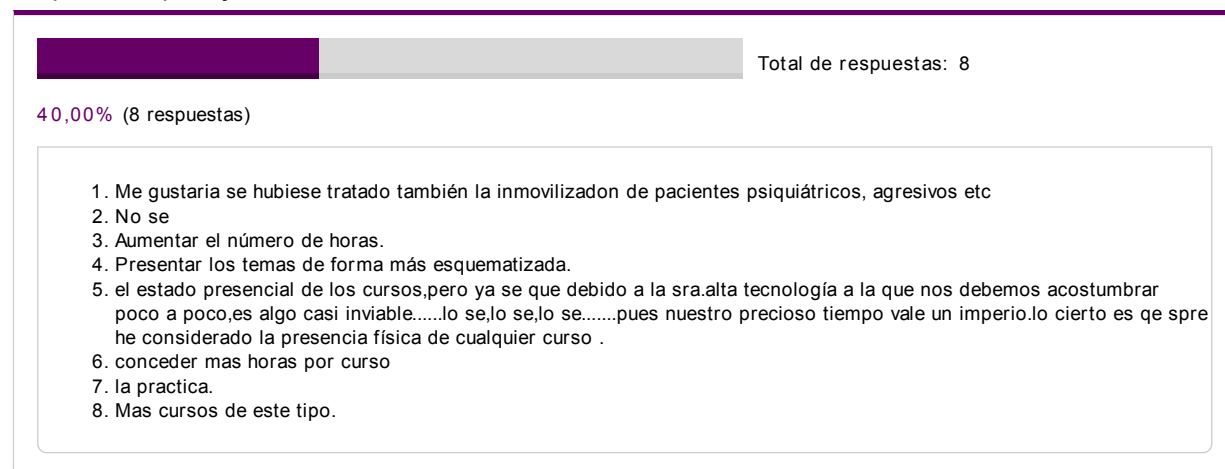 Total de respuestas: 8
40,00% (8 respuestas)
1. Me gustaria se hubiese tratado también la inmovilizadon de pacientes psiquiátricos, agresivos etc
2. No se
3. Aumentar el número de horas.
4. Presentar los temas de forma más esquematizada.
5. el estado presencial de los cursos,pero ya se que debido a la sra.alta tecnología a la que nos debemos acostumbrar
poco a poco,es algo casi inviable......lo se,lo se,lo se.......pues nuestro precioso tiempo vale un imperio.lo cierto es qe spre
he considerado la presencia física de cualquier curso .
6. conceder mas horas por curso
7. la practica.
8. Mas cursos de este tipo.